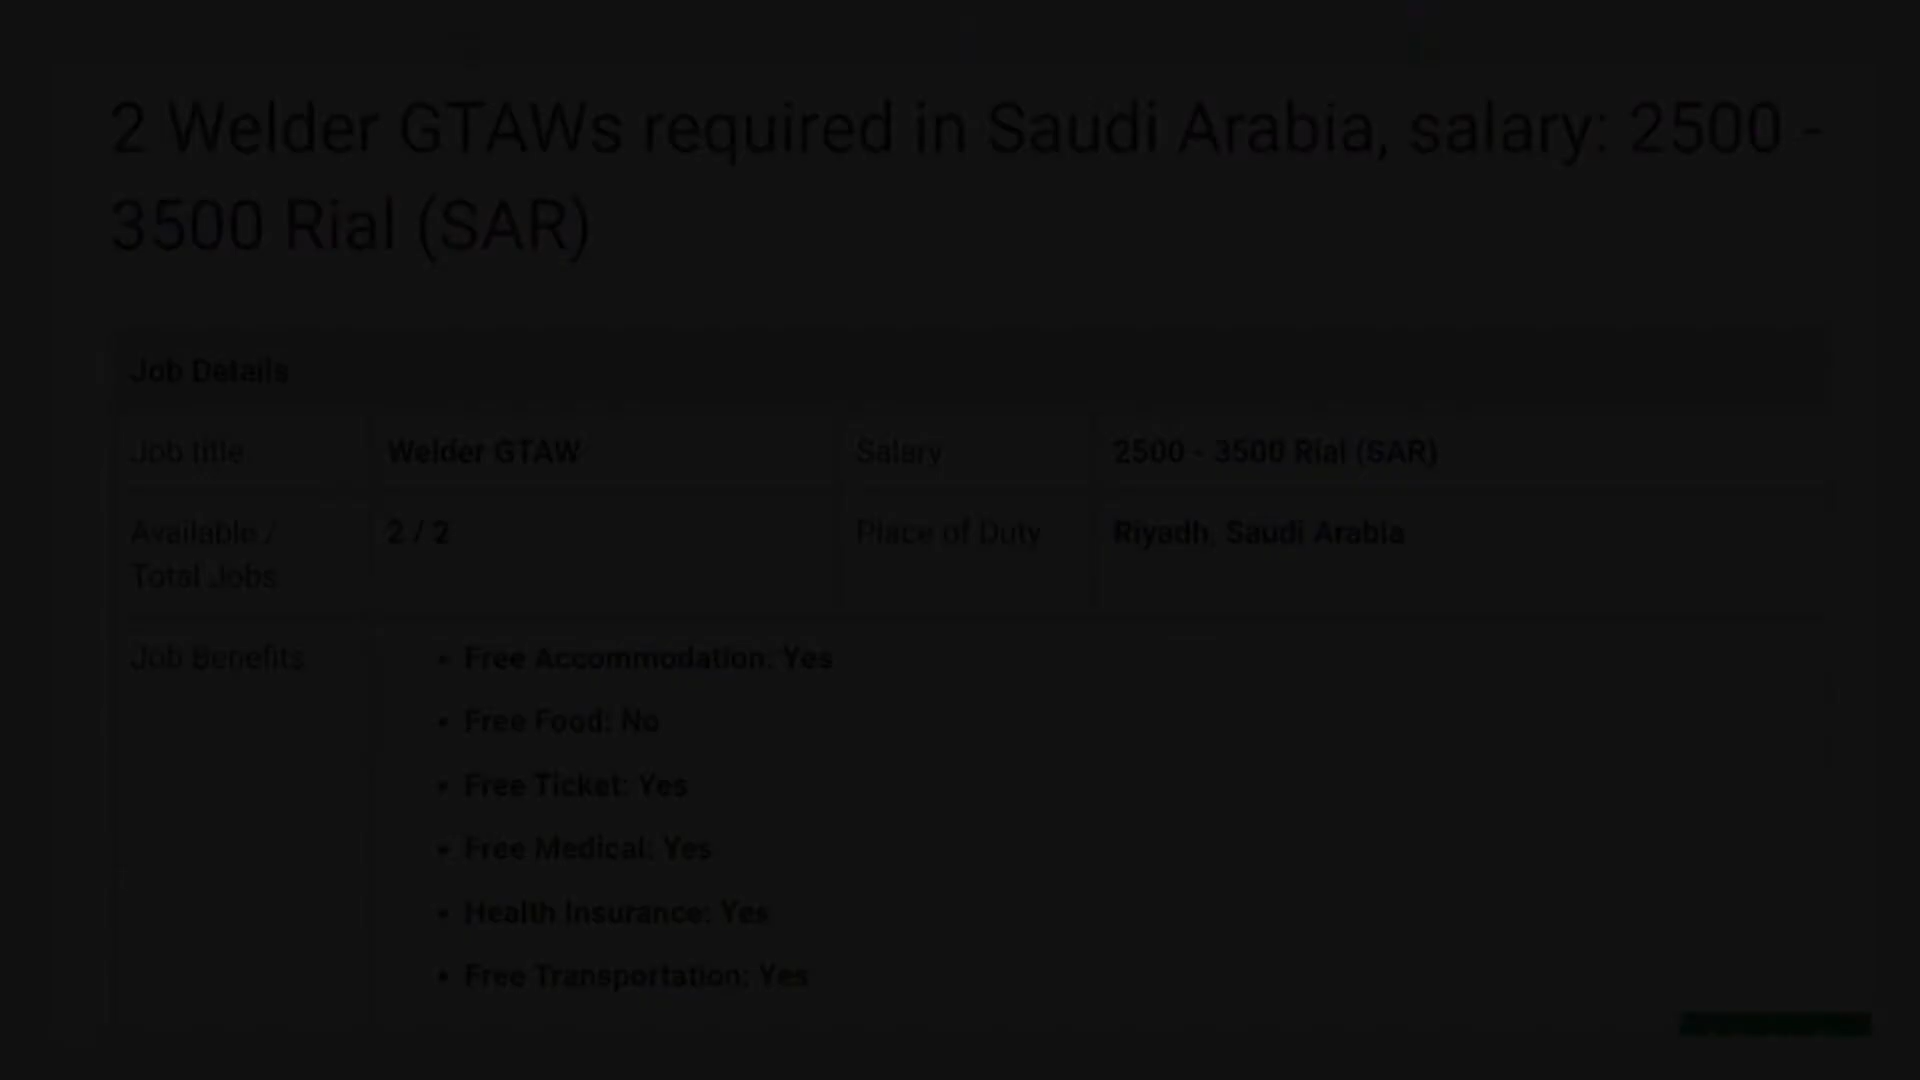 2 Welder GTAWs required in Saudi Arabia, salary: 2500 -
3500 Rial (SAR)
Job Details
Job title
Welder GTAW
Salary
2500 - 3500 Rial (SAR)
Available /
Total Jobs
2 / 2
Place of Duty
Riyadh, Saudi Arabia
Job Benefits
• Free Accommodation: Yes
• Free Food: No
• Free Ticket: Yes
• Free Medical: Yes
• Health Insurance: Yes
• Free Transportation: Yes